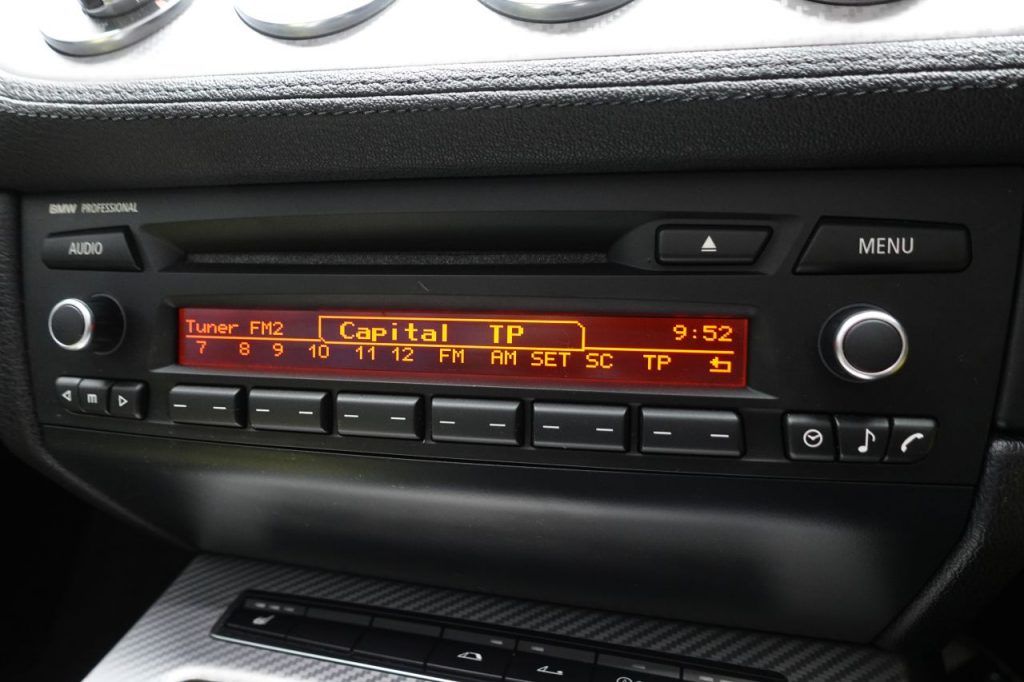 BMW PROFESSIONAL
AUDIO
MENU
Tuner FM2 Capital TP 9:52
7 8 9 10 11 12 FM AM SET SC TP
m